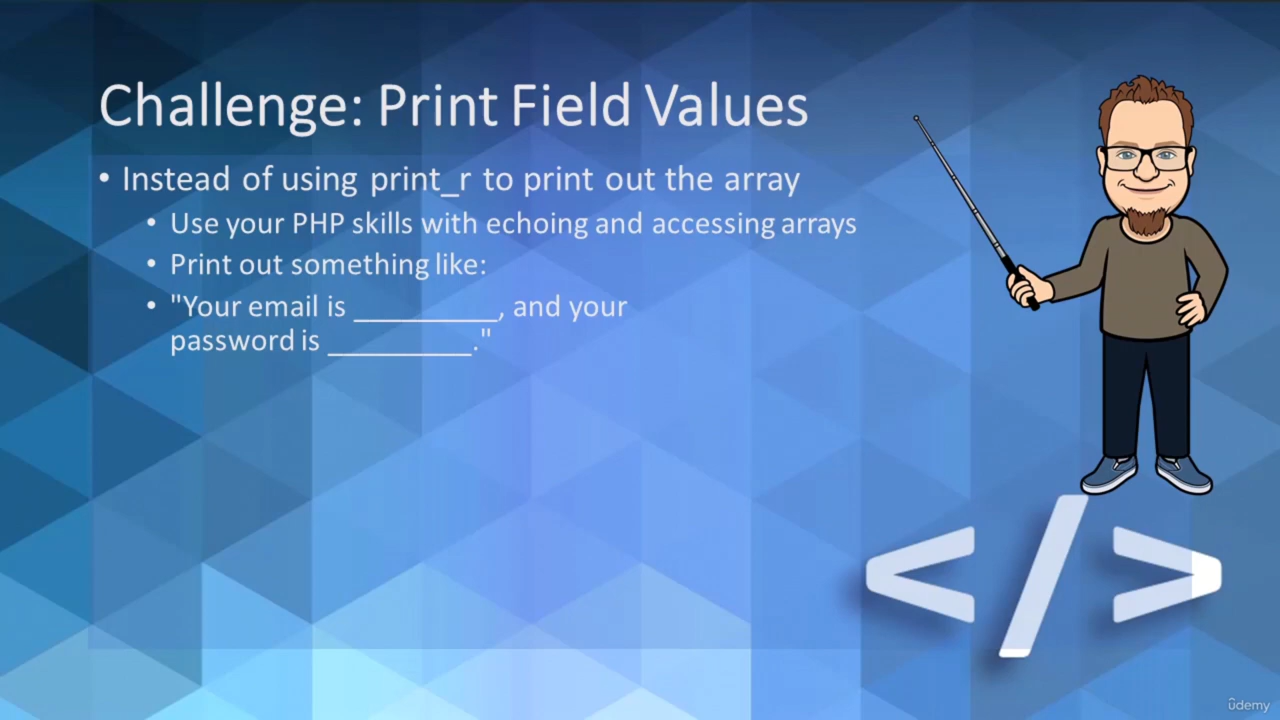 Challenge: Print Field Values
• Instead of using print_r to print out the array
• Use your PHP skills with echoing and accessing arrays
• Print out something like:
• "Your email is __________, and your
password is __________."
</>
ûdemy